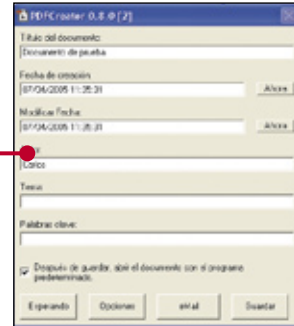 PDFCreator 0.8.0 [2]
Título del documento:
Documento de prueba
Fecha de creación:
07/04/2005 11:35:31
Ahora
Modificar Fecha:
07/04/2005 11:35:31
Ahora
Carlos
Tema:
Palabras clave:
Después de guardar, abrir el documento con el programa
predeterminado.
Esperando Opciones eMail Guardar